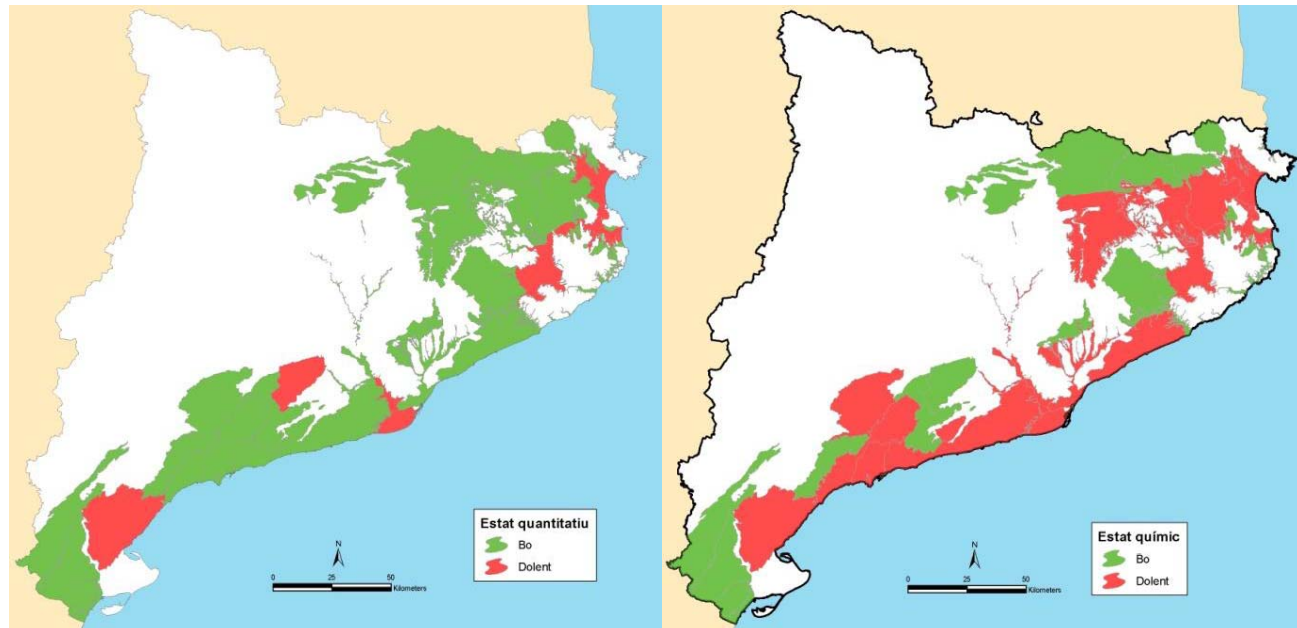 N
0 25 50
Kilometers
Estat quantitatiu
Bo
Dolent
N
0 25 50
Kilometers
Estat químic
Bo
Dolent